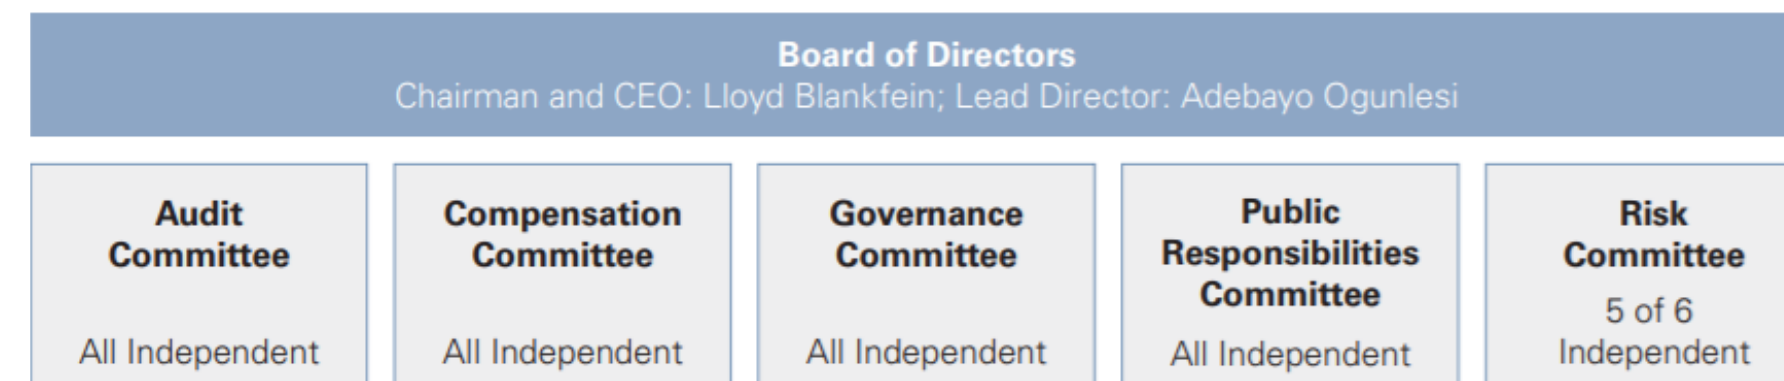 Board of Directors
Chairman and CEO: Lloyd Blankfein; Lead Director: Adebayo Ogunlesi
Audit
Committee
All Independent
Compensation
Committee
All Independent
Governance
Committee
All Independent
Public
Responsibilities
Committee
All Independent
Risk
Committee
5 of 6
Independent